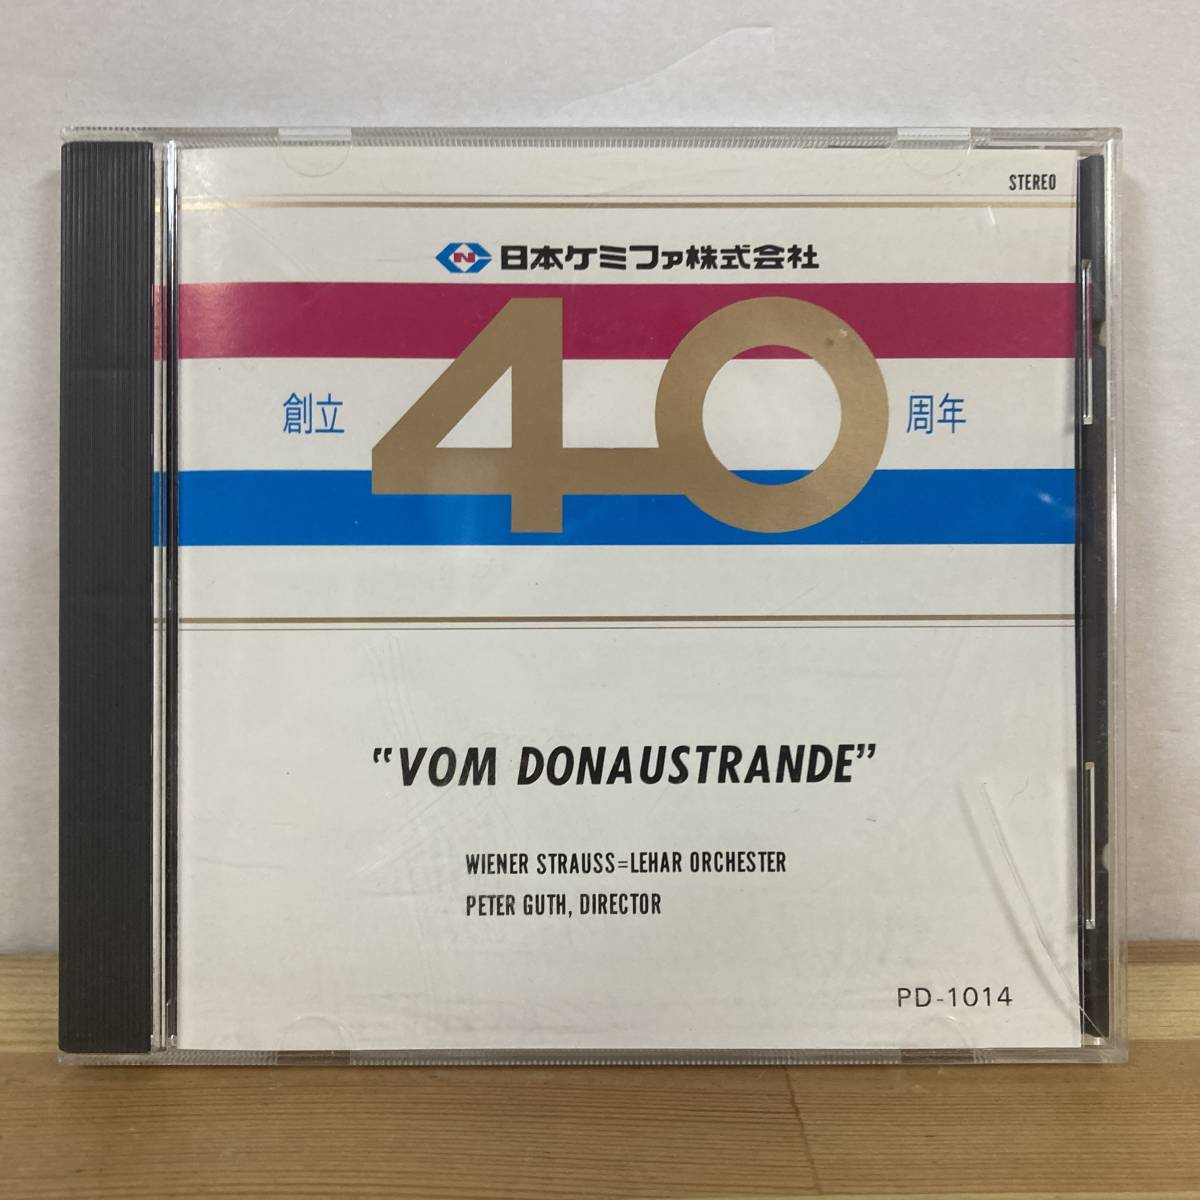 STEREO
N 日本ケミファ株式会社
創立 40 周年
"VOM DONAUSTRANDE"
WIENER STRAUSS=LEHAR ORCHESTER
PETER GUTH, DIRECTOR
PD-1014